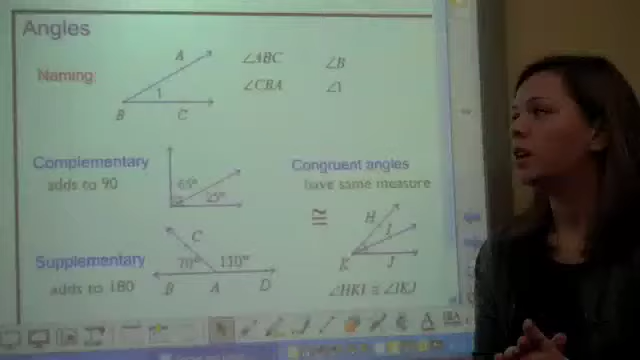 Angles
Naming:
A
1
B
C
∠ABC
∠B
∠CBA
∠1
Complementary
adds to 90
65°
25°
Congruent angles
have same measure
≅
H
I
K
J
∠HKI ≅ ∠IKJ
Supplementary
adds to 180
C
70°
110°
B
A
D